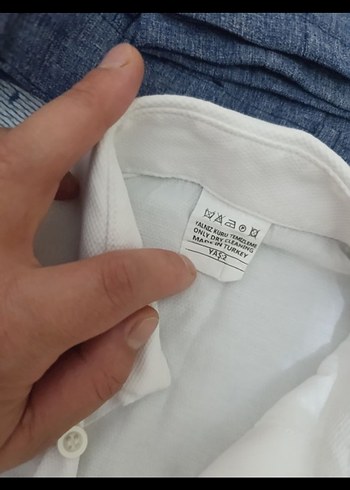 YALNIZ KURU TEMİZLEME
ONLY DRY CLEANING
MADE IN TURKEY